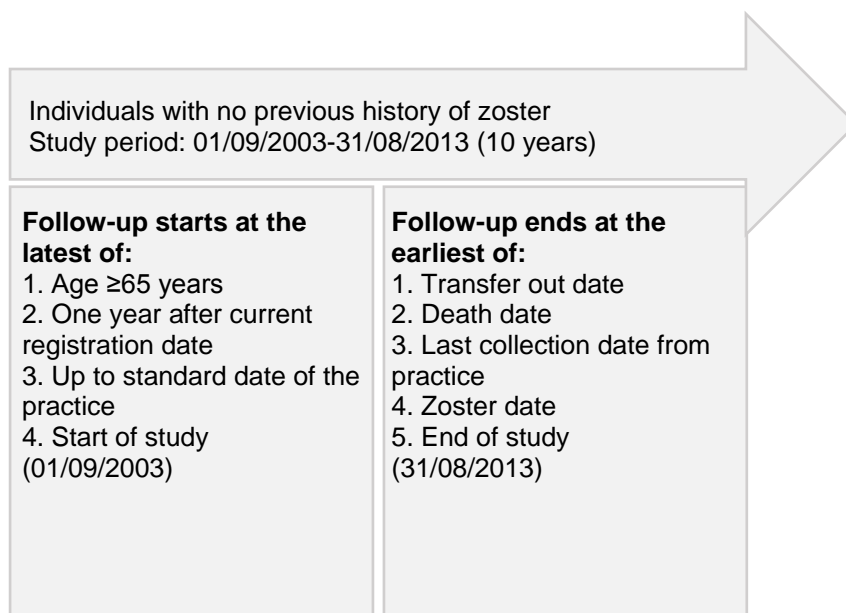 Individuals with no previous history of zoster
Study period: 01/09/2003-31/08/2013 (10 years)
Follow-up starts at the
latest of:
1. Age ≥65 years
2. One year after current
registration date
3. Up to standard date of the
practice
4. Start of study
(01/09/2003)
Follow-up ends at the
earliest of:
1. Transfer out date
2. Death date
3. Last collection date from
practice
4. Zoster date
5. End of study
(31/08/2013)